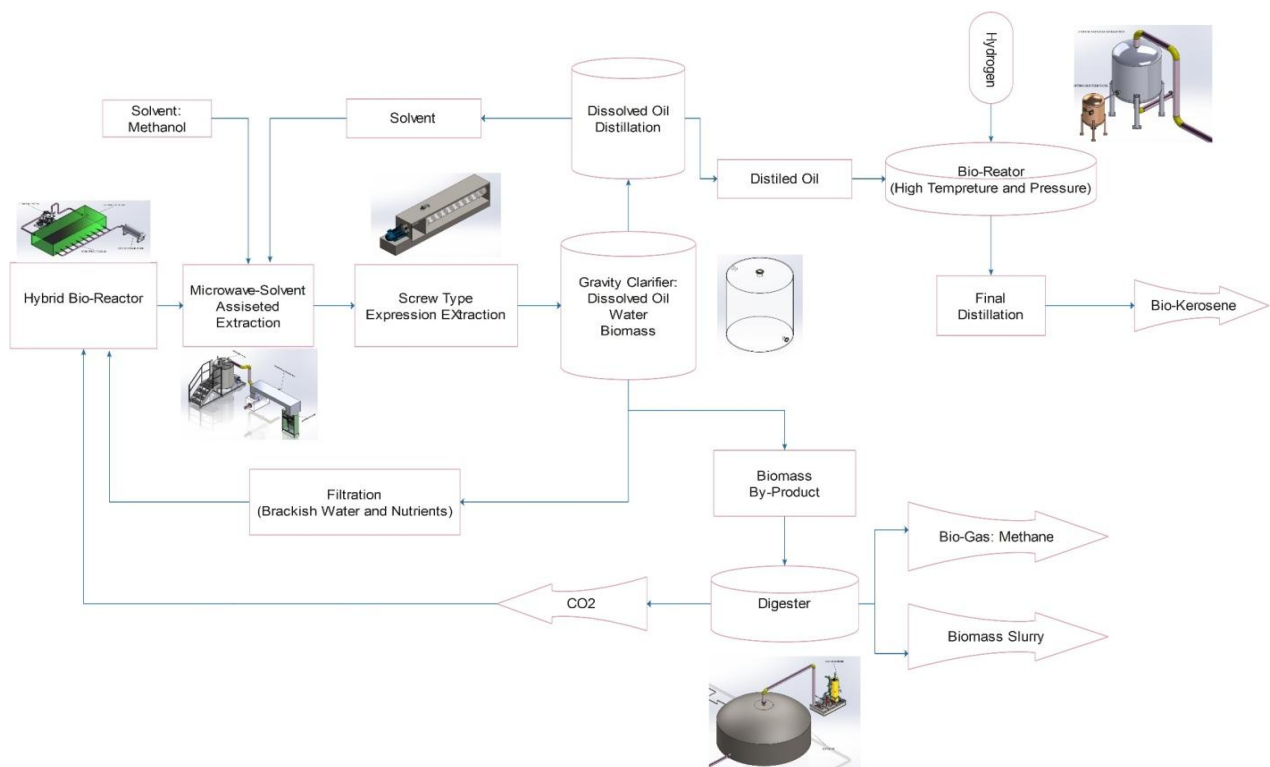 Hydrogen
Dissolved Oil
Distillation
Solvent:
Methanol
Solvent
Distiled Oil
Bio-Reator
(High Tempreture and Pressure)
Hybrid Bio-Reactor
Microwave-Solvent
Assiseted
Extraction
Screw Type
Expression EXtraction
Gravity Clarifier:
Dissolved Oil
Water
Biomass
Final
Distillation
Bio-Kerosene
Filtration
(Brackish Water and Nutrients)
Biomass
By-Product
Bio-Gas: Methane
CO2
Digester
Biomass Slurry